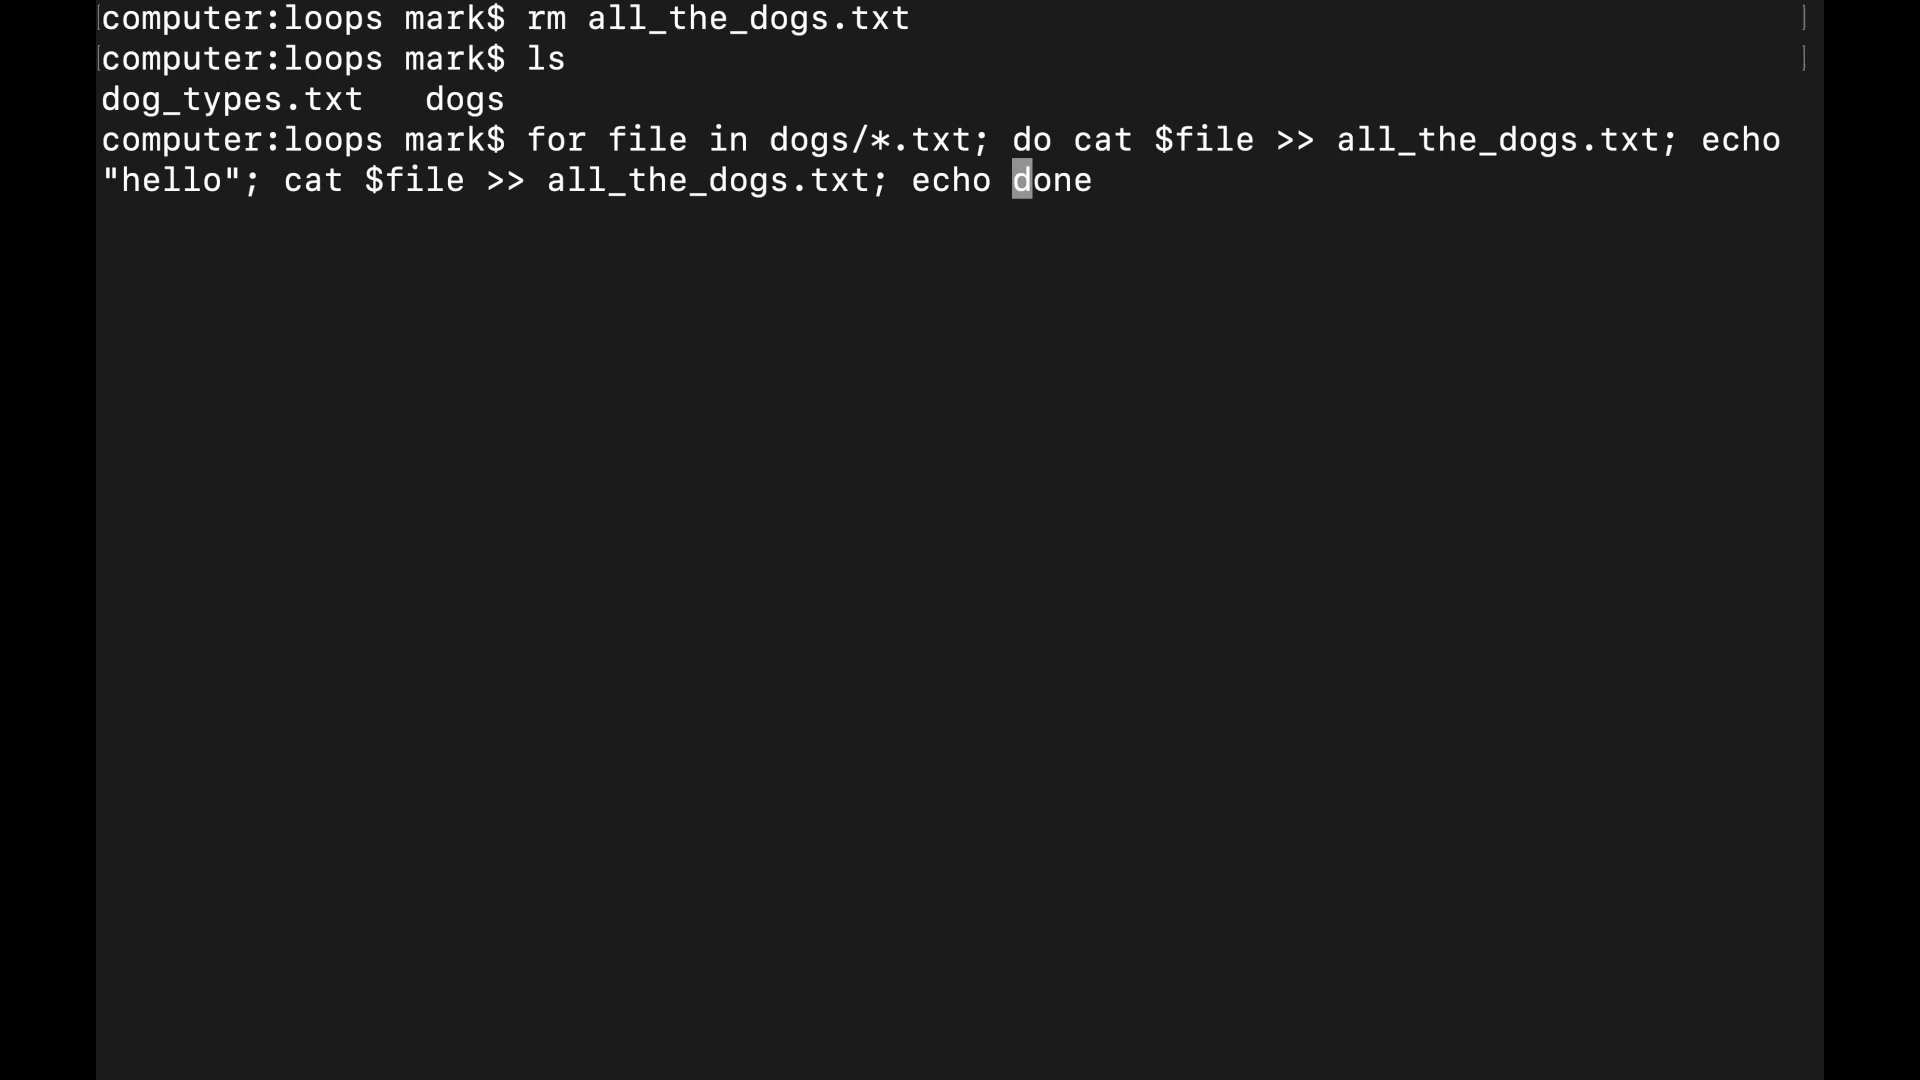 computer:loops mark$ rm all_the_dogs.txt
computer:loops mark$ ls
dog_types.txt   dogs
computer:loops mark$ for file in dogs/*.txt; do cat $file >> all_the_dogs.txt; echo
"hello"; cat $file >> all_the_dogs.txt; echo done